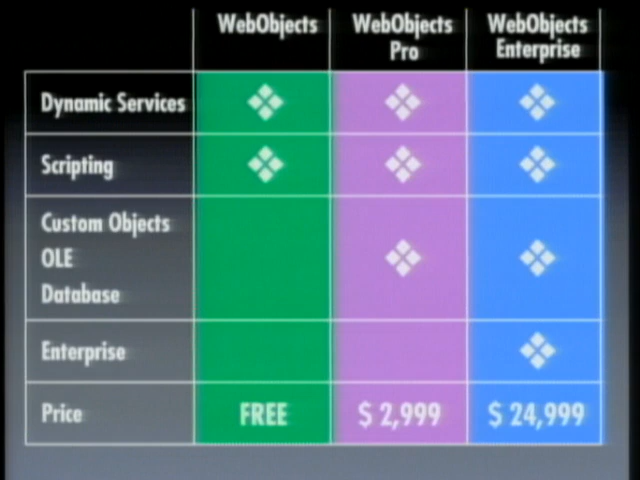 WebObjects WebObjects Pro WebObjects Enterprise
Dynamic Services ❖ ❖ ❖
Scripting ❖ ❖ ❖
Custom Objects
OLE ❖ ❖
Database
Enterprise ❖
Price FREE $ 2,999 $ 24,999